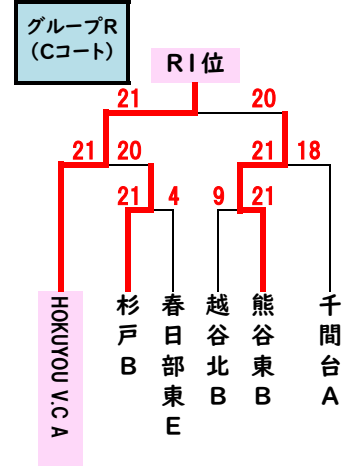 グループR
(Cコート)
R1位
21 20
21 20 21 18
21 4 9 21
HOKUYOU V.C A
杉戸B
春日部東E
越谷北B
熊谷東B
千間台A